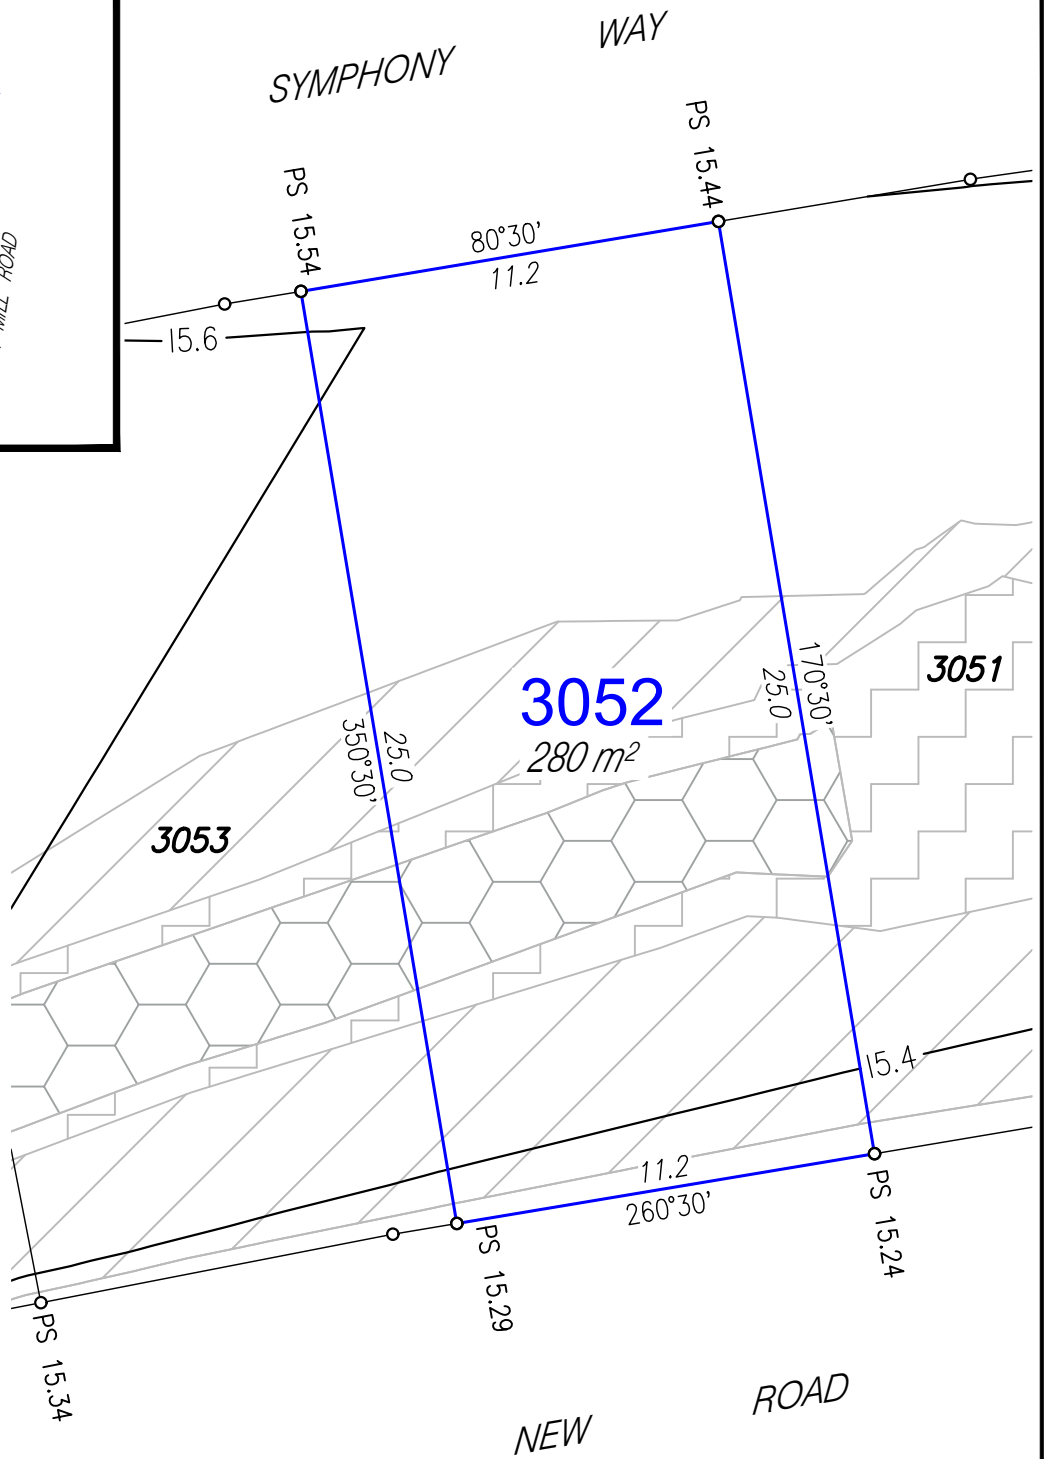 SYMPHONY WAY
MILL ROAD
PS 15.54
PS 15.44
80°30'
11.2
15.6
350°30'
25.0
3052
280 m²
25.0
170°30'
3051
3053
15.4
11.2
260°30'
PS 15.29
PS 15.24
PS 15.34
NEW ROAD